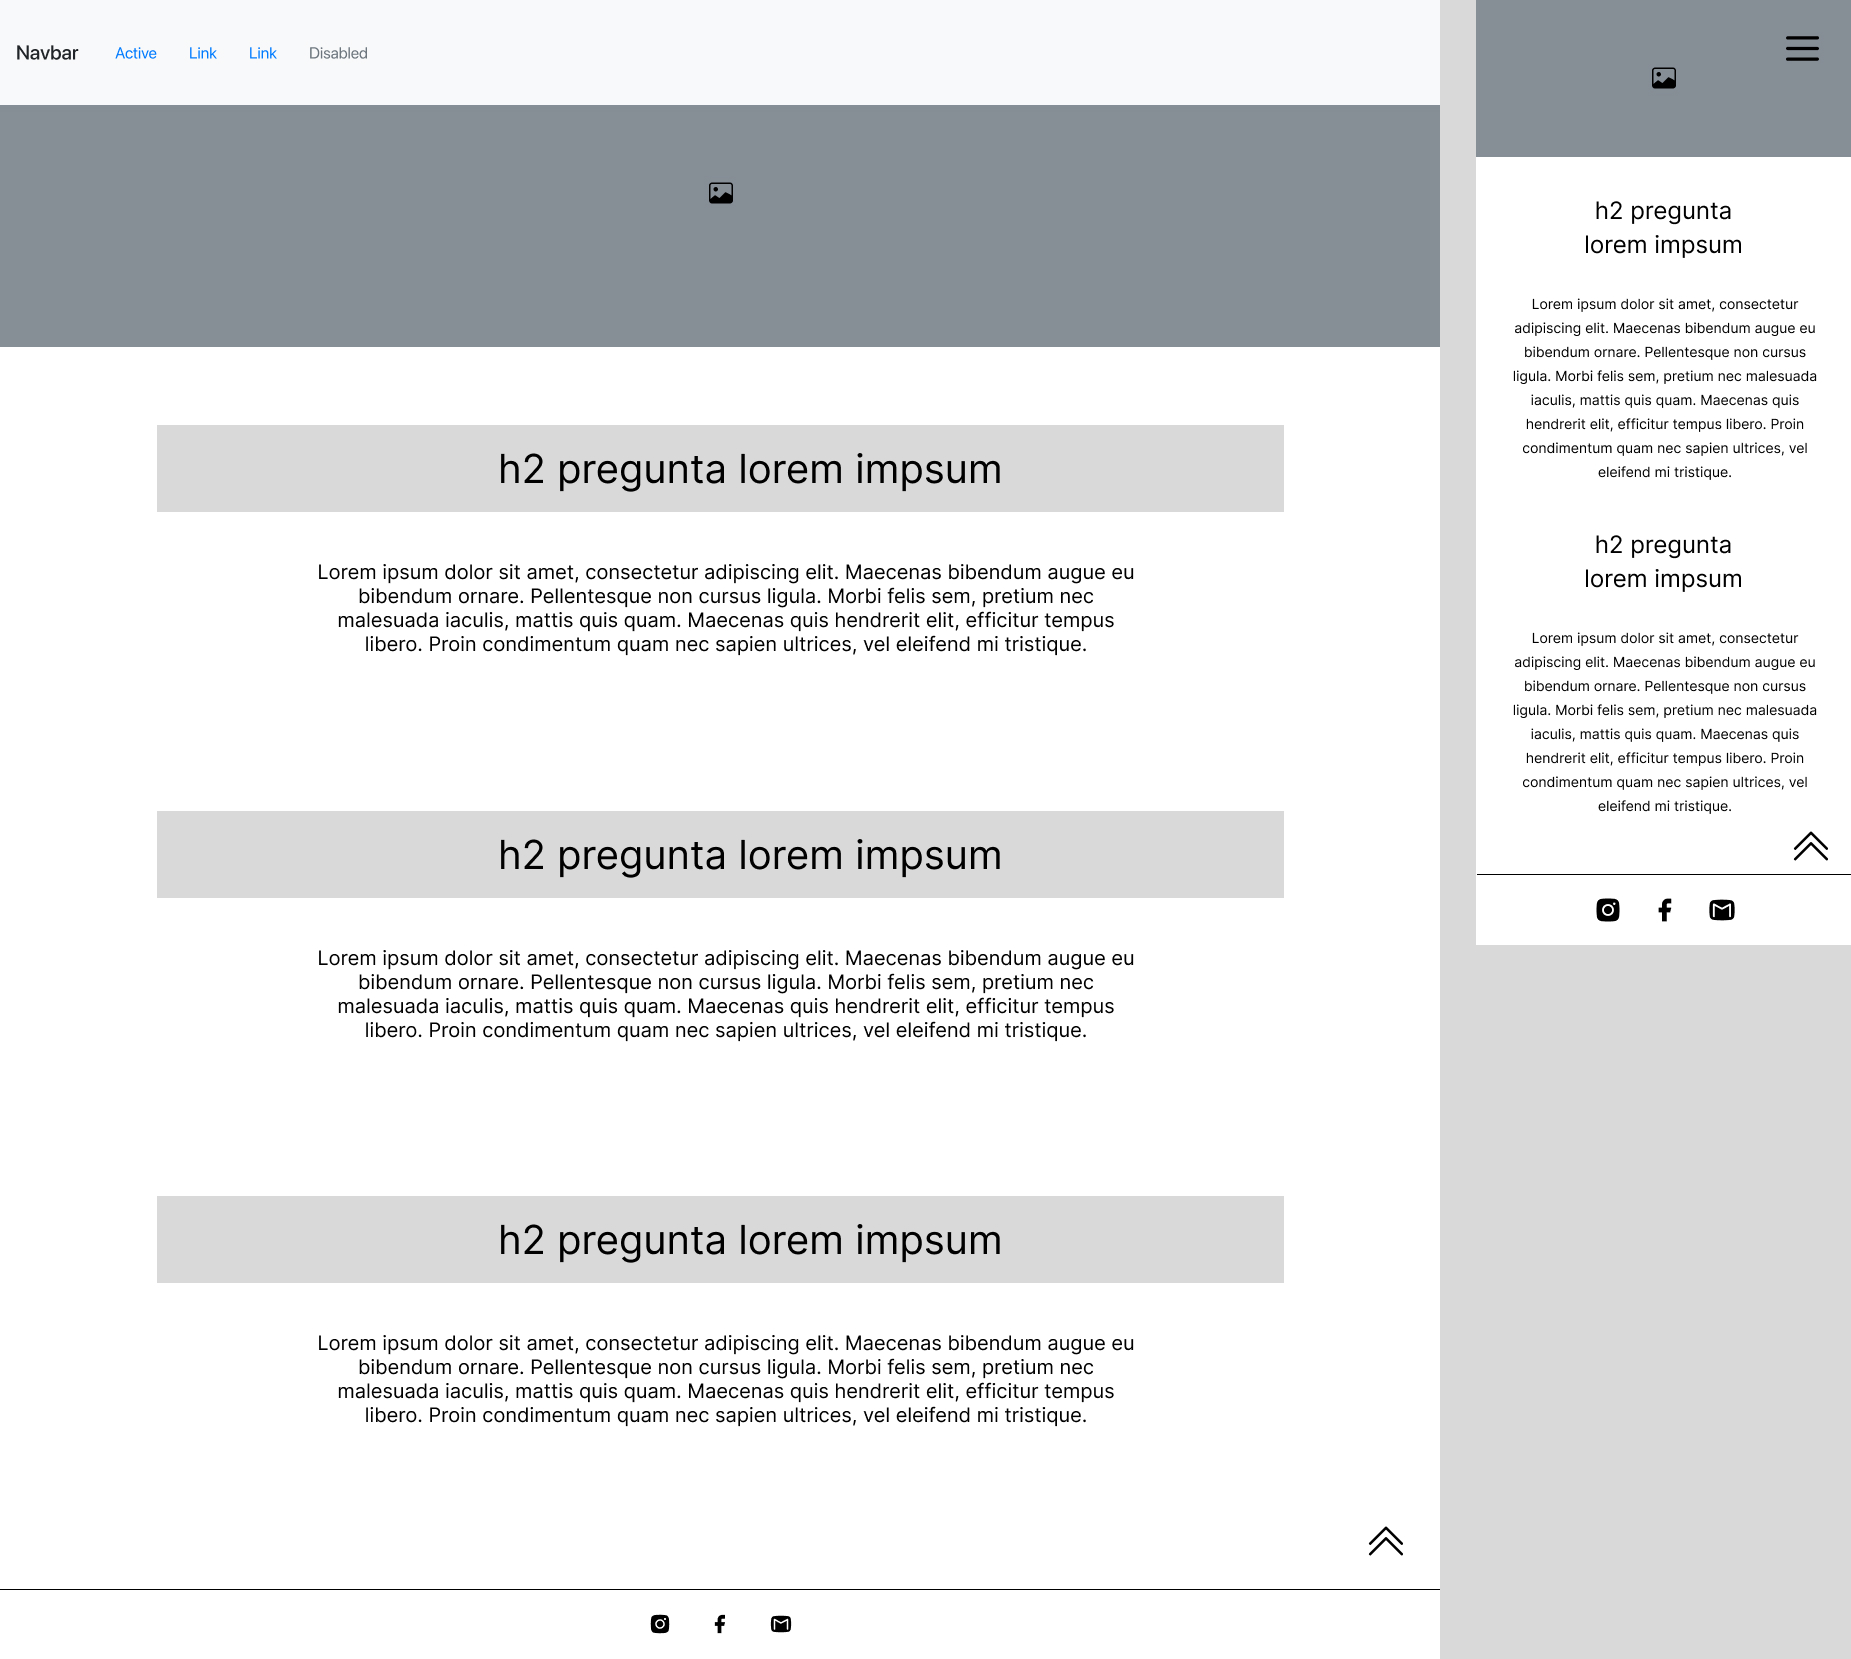 Navbar Active Link Link Disabled
h2 pregunta lorem impsum
Lorem ipsum dolor sit amet, consectetur adipiscing elit. Maecenas bibendum augue eu
bibendum ornare. Pellentesque non cursus ligula. Morbi felis sem, pretium nec
malesuada iaculis, mattis quis quam. Maecenas quis hendrerit elit, efficitur tempus
libero. Proin condimentum quam nec sapien ultrices, vel eleifend mi tristique.
h2 pregunta lorem impsum
Lorem ipsum dolor sit amet, consectetur adipiscing elit. Maecenas bibendum augue eu
bibendum ornare. Pellentesque non cursus ligula. Morbi felis sem, pretium nec
malesuada iaculis, mattis quis quam. Maecenas quis hendrerit elit, efficitur tempus
libero. Proin condimentum quam nec sapien ultrices, vel eleifend mi tristique.
h2 pregunta lorem impsum
Lorem ipsum dolor sit amet, consectetur adipiscing elit. Maecenas bibendum augue eu
bibendum ornare. Pellentesque non cursus ligula. Morbi felis sem, pretium nec
malesuada iaculis, mattis quis quam. Maecenas quis hendrerit elit, efficitur tempus
libero. Proin condimentum quam nec sapien ultrices, vel eleifend mi tristique.
h2 pregunta
lorem impsum
Lorem ipsum dolor sit amet, consectetur
adipiscing elit. Maecenas bibendum augue eu
bibendum ornare. Pellentesque non cursus
ligula. Morbi felis sem, pretium nec malesuada
iaculis, mattis quis quam. Maecenas quis
hendrerit elit, efficitur tempus libero. Proin
condimentum quam nec sapien ultrices, vel
eleifend mi tristique.
h2 pregunta
lorem impsum
Lorem ipsum dolor sit amet, consectetur
adipiscing elit. Maecenas bibendum augue eu
bibendum ornare. Pellentesque non cursus
ligula. Morbi felis sem, pretium nec malesuada
iaculis, mattis quis quam. Maecenas quis
hendrerit elit, efficitur tempus libero. Proin
condimentum quam nec sapien ultrices, vel
eleifend mi tristique.